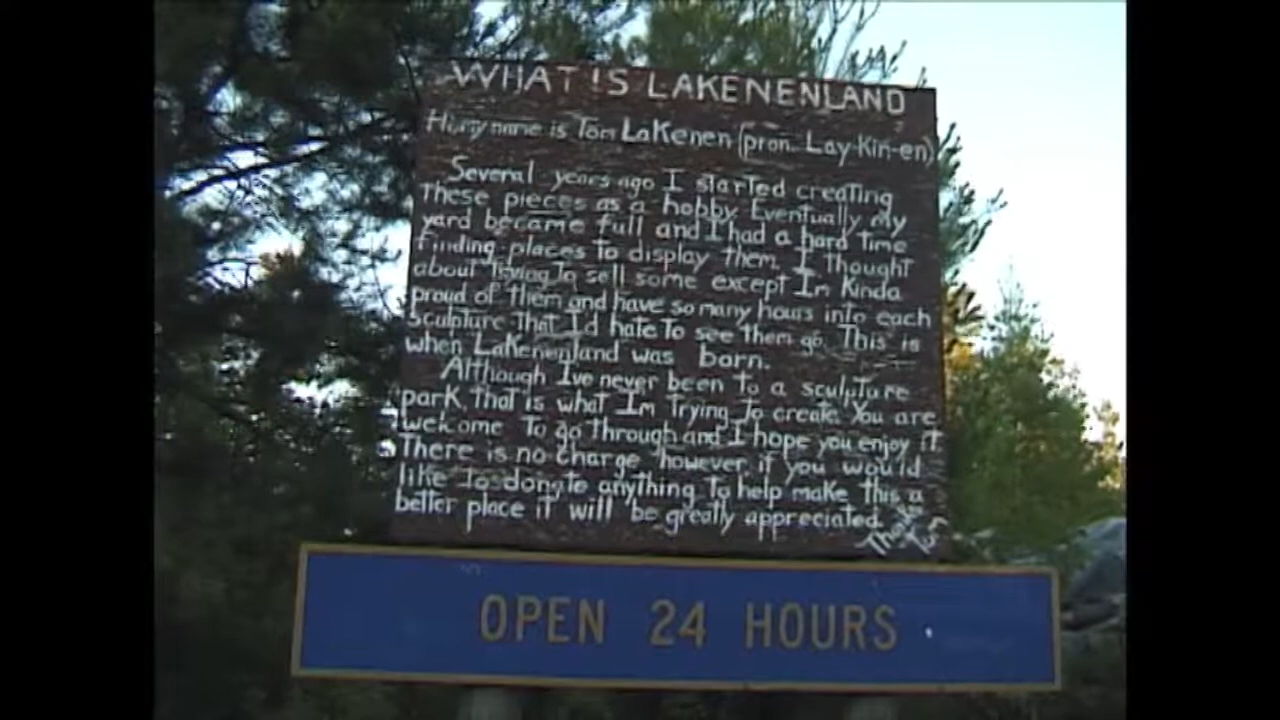 WHAT IS LAKENENLAND
Hi my name is Tom LaKenen (pron. Lay-Kin-en)
Several years ago I started creating
These pieces as a hobby. Eventually my
yard became full and I had a hard Time
finding places to display them. I Thought
about Trying To sell some except Im Kinda
proud of them and have so many hours into each
sculpture That I'd hate To see them go. This is
when LaKenenland was born.
Although Ive never been To a sculpture
park, that is what Im Trying To create. You are
welcome To go Through and I hope you enjoy iT
There is no charge however, if you would
like To donate anything To help make this a
better place iT will be greatly appreciated.
Thanks
OPEN 24 HOURS